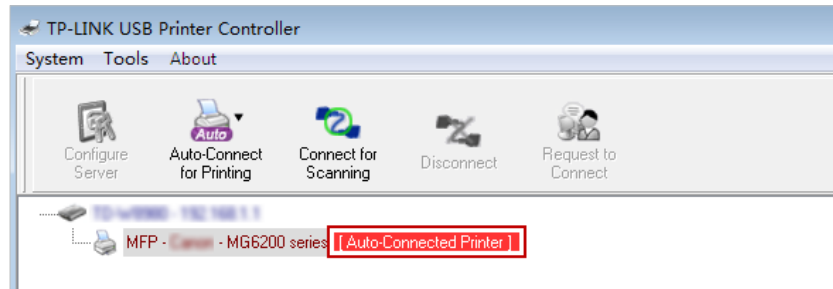 TP-LINK USB Printer Controller
System Tools About
Auto
Configure Server
Auto-Connect for Printing
Connect for Scanning
Disconnect
Request to Connect
MFP - - MG6200 series [ Auto-Connected Printer ]